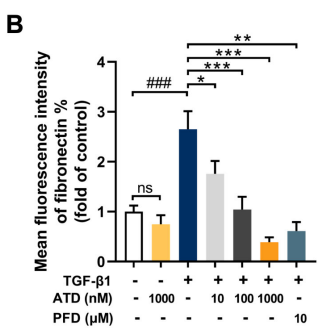 B
Mean fluorescence intensity
of fibronectin %
(fold of control)
4
3
2
1
0
**
***
***
*
###
ns
TGF-β1 - - + + + + +
ATD (nM) - 1000 - 10 100 1000 -
PFD (μM) - - - - - - 10